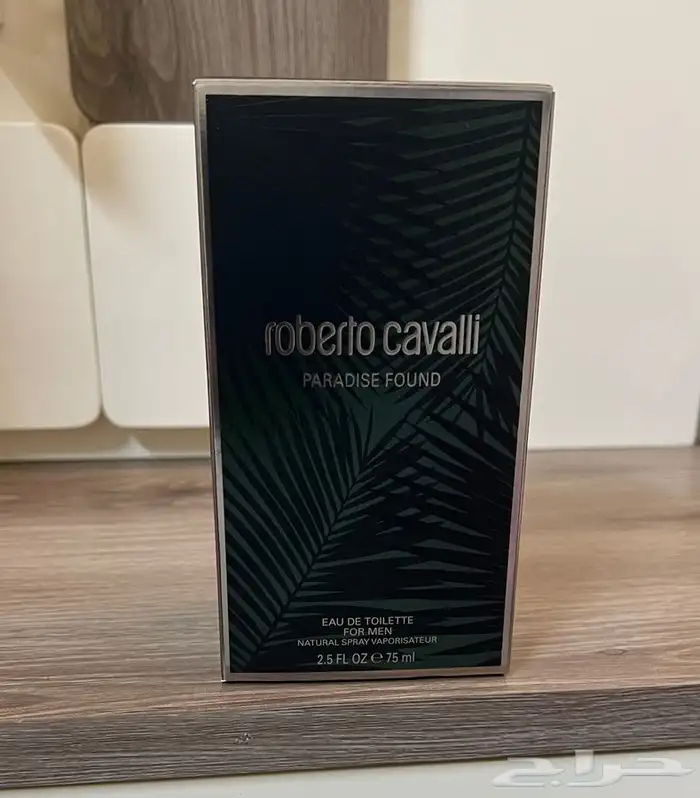 roberto cavalli
PARADISE FOUND
EAU DE TOILETTE
FOR MEN
NATURAL SPRAY VAPORISATEUR
2.5 FL OZ ℮ 75 ml
حراج